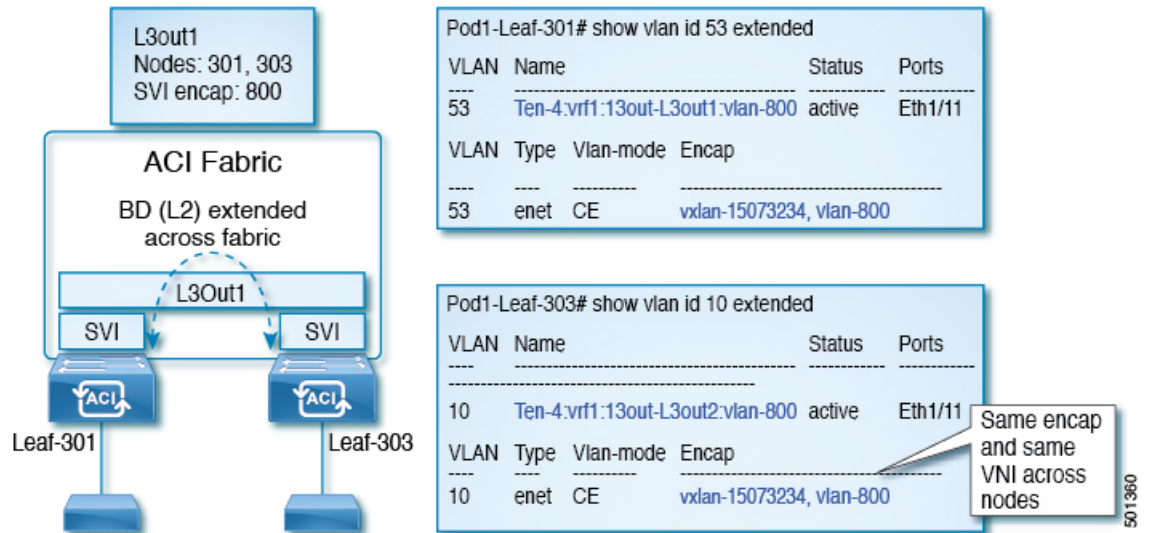 L3out1
Nodes: 301, 303
SVI encap: 800
ACI Fabric
BD (L2) extended
across fabric
L3Out1
SVI
SVI
ACI
ACI
Leaf-301
Leaf-303
Pod1-Leaf-301# show vlan id 53 extended
VLAN Name Status Ports
---- -------------------------------------------- ------------ ------------
53 Ten-4:vrf1:13out-L3out1:vlan-800 active Eth1/11
VLAN Type Vlan-mode Encap
---- ---- ---------- ------------------------------------------
53 enet CE vxlan-15073234, vlan-800
Pod1-Leaf-303# show vlan id 10 extended
VLAN Name Status Ports
---- -------------------------------------------- ------------ ------------
--------------------------------------------
10 Ten-4:vrf1:13out-L3out2:vlan-800 active Eth1/11
VLAN Type Vlan-mode Encap
---- ---- ---------- ------------------------------------------
10 enet CE vxlan-15073234, vlan-800
Same encap
and same
VNI across
nodes
501360